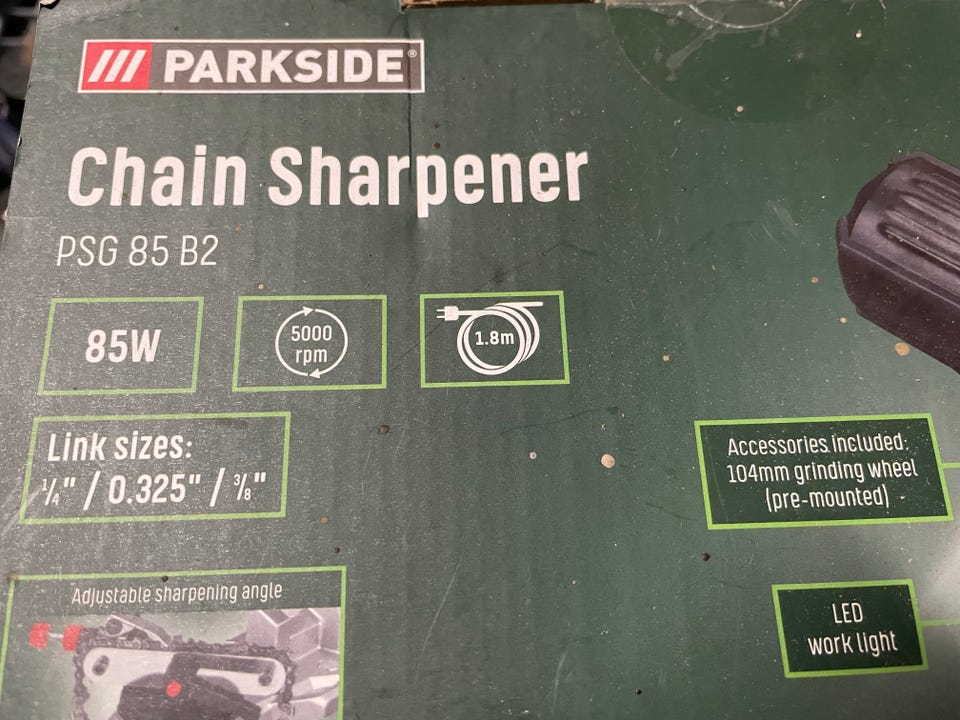 /// PARKSIDE®
Chain Sharpener
PSG 85 B2
85W
5000
rpm
1.8m
Link sizes:
¼" / 0.325" / ⅜"
Accessories included:
104mm grinding wheel
(pre-mounted)
Adjustable sharpening angle
LED
work light